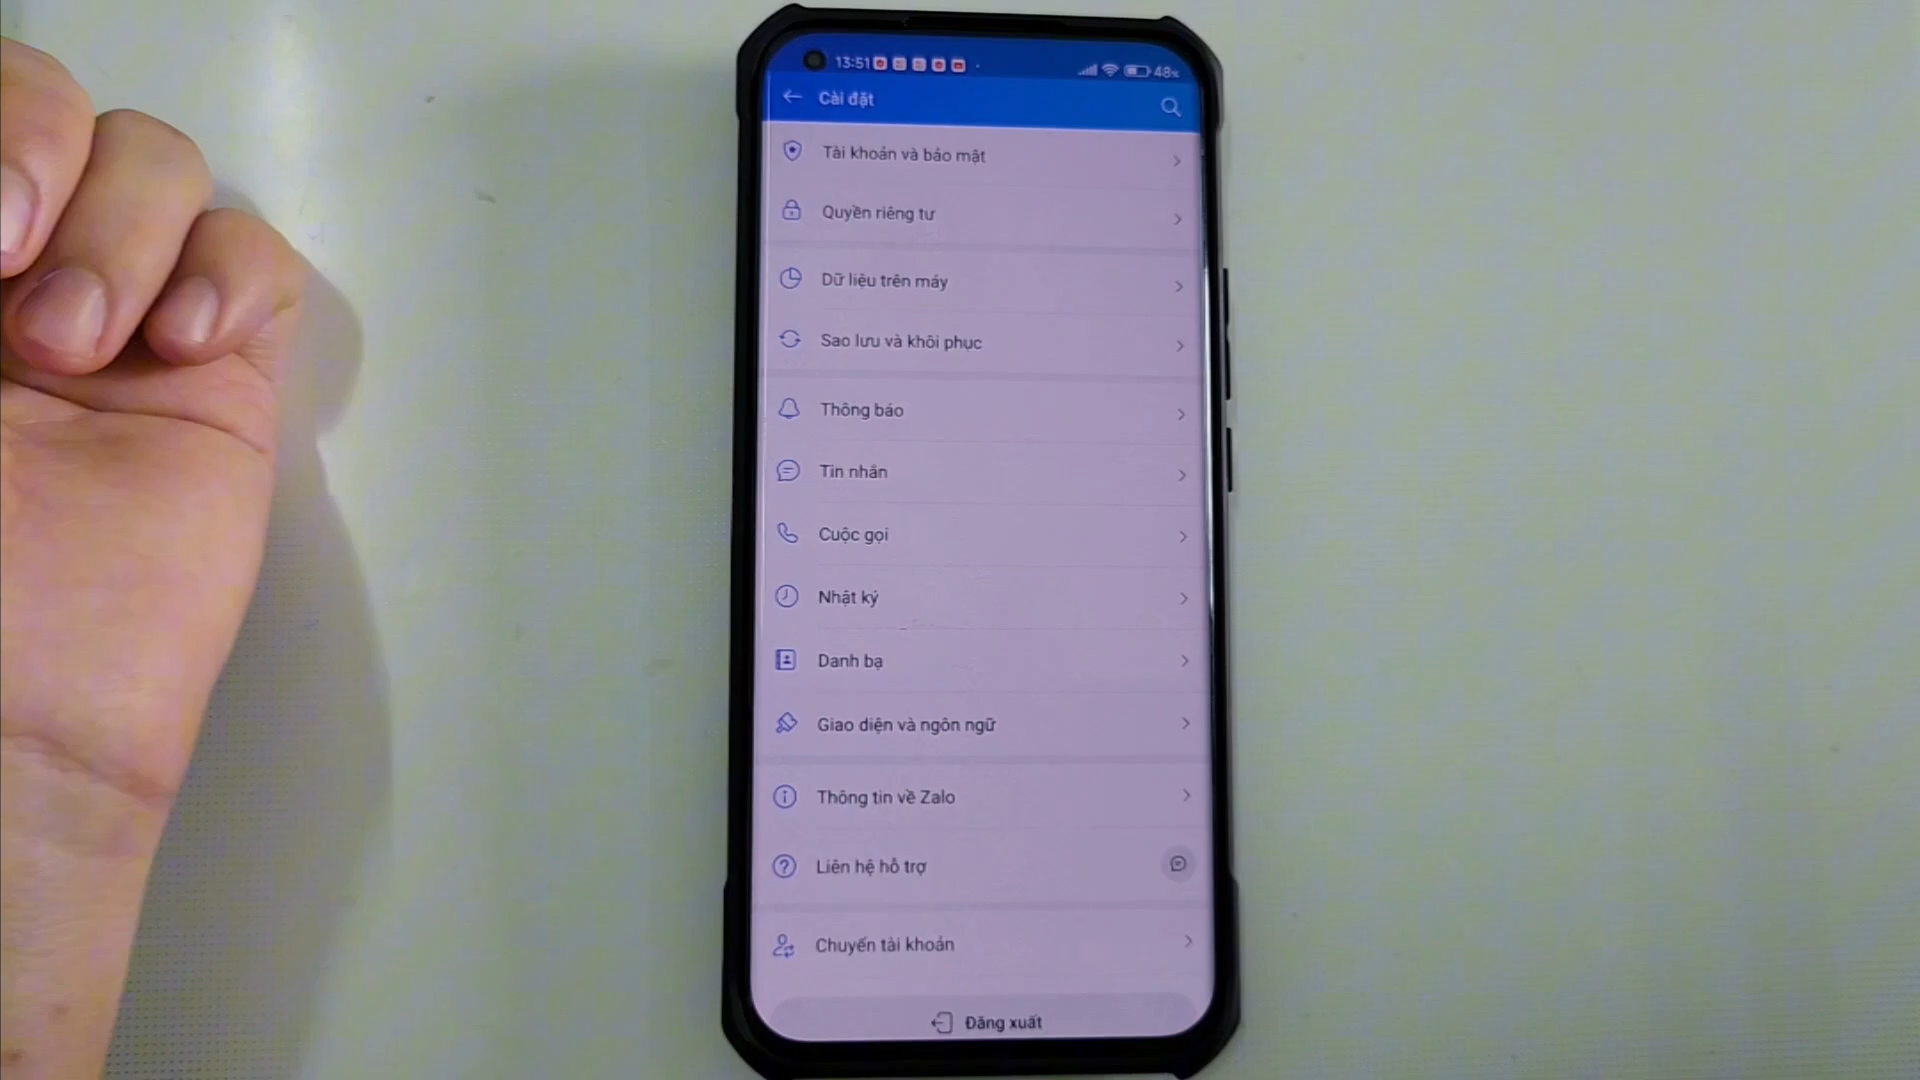 13:51
48%
Cài đặt
Tài khoản và bảo mật
Quyền riêng tư
Dữ liệu trên máy
Sao lưu và khôi phục
Thông báo
Tin nhắn
Cuộc gọi
Nhật ký
Danh bạ
Giao diện và ngôn ngữ
Thông tin về Zalo
Liên hệ hỗ trợ
Chuyển tài khoản
Đăng xuất